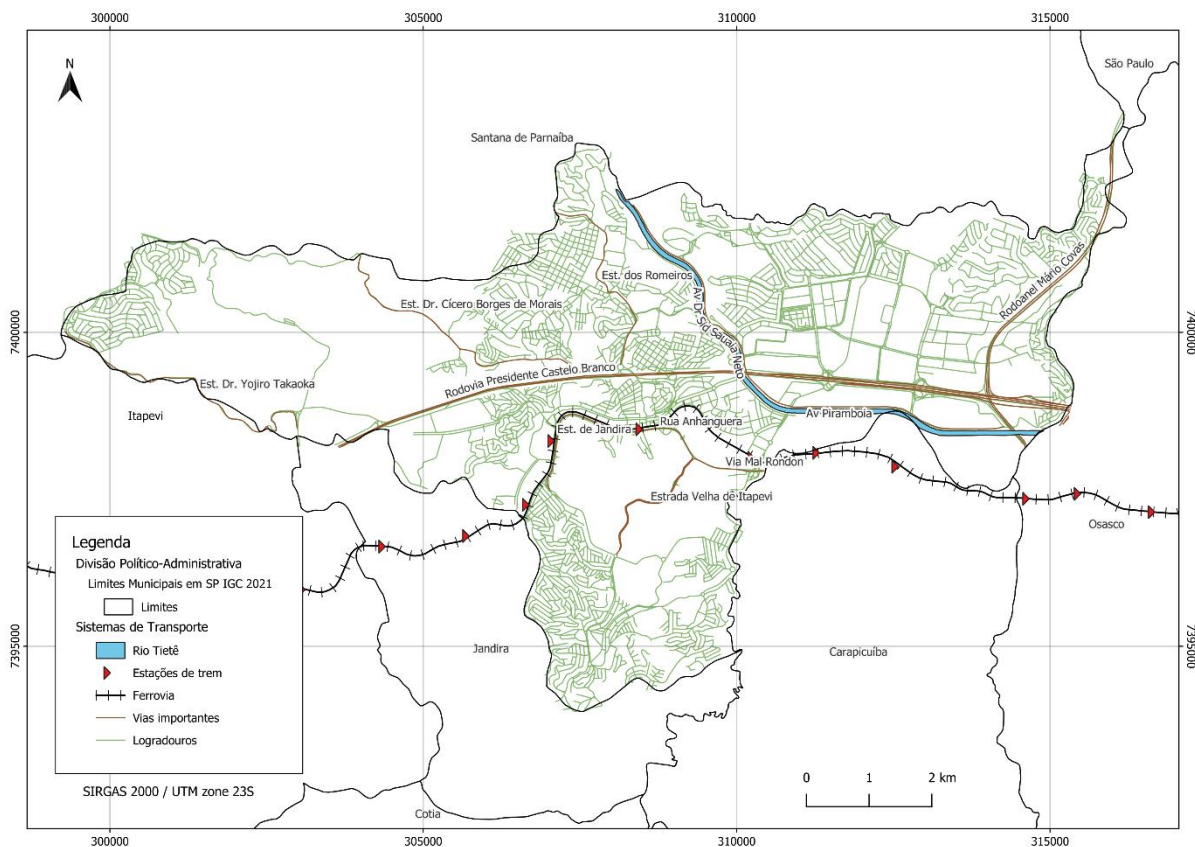 300000
305000
310000
315000
São Paulo
N
Santana de Parnaíba
Est. dos Romeiros
Rodoanel Mário Covas
Est. Dr. Cícero Borges de Morais
Av Dr. Sid Sauaia Neto
7400000
7400000
Rodovia Presidente Castelo Branco
Est. Dr. Yojiro Takaoka
Itapevi
Av Piramboia
Rua Anhanguera
Est. de Jandira
Via Mal Rondon
Estrada Velha de Itapevi
Osasco
Legenda
Divisão Político-Administrativa
Limites Municipais em SP IGC 2021
Limites
Sistemas de Transporte
Rio Tietê
Estações de trem
Ferrovia
Vias importantes
Logradouros
SIRGAS 2000 / UTM zone 23S
7395000
7395000
Jandira
Carapicuíba
0 1 2 km
Cotia
300000
305000
310000
315000